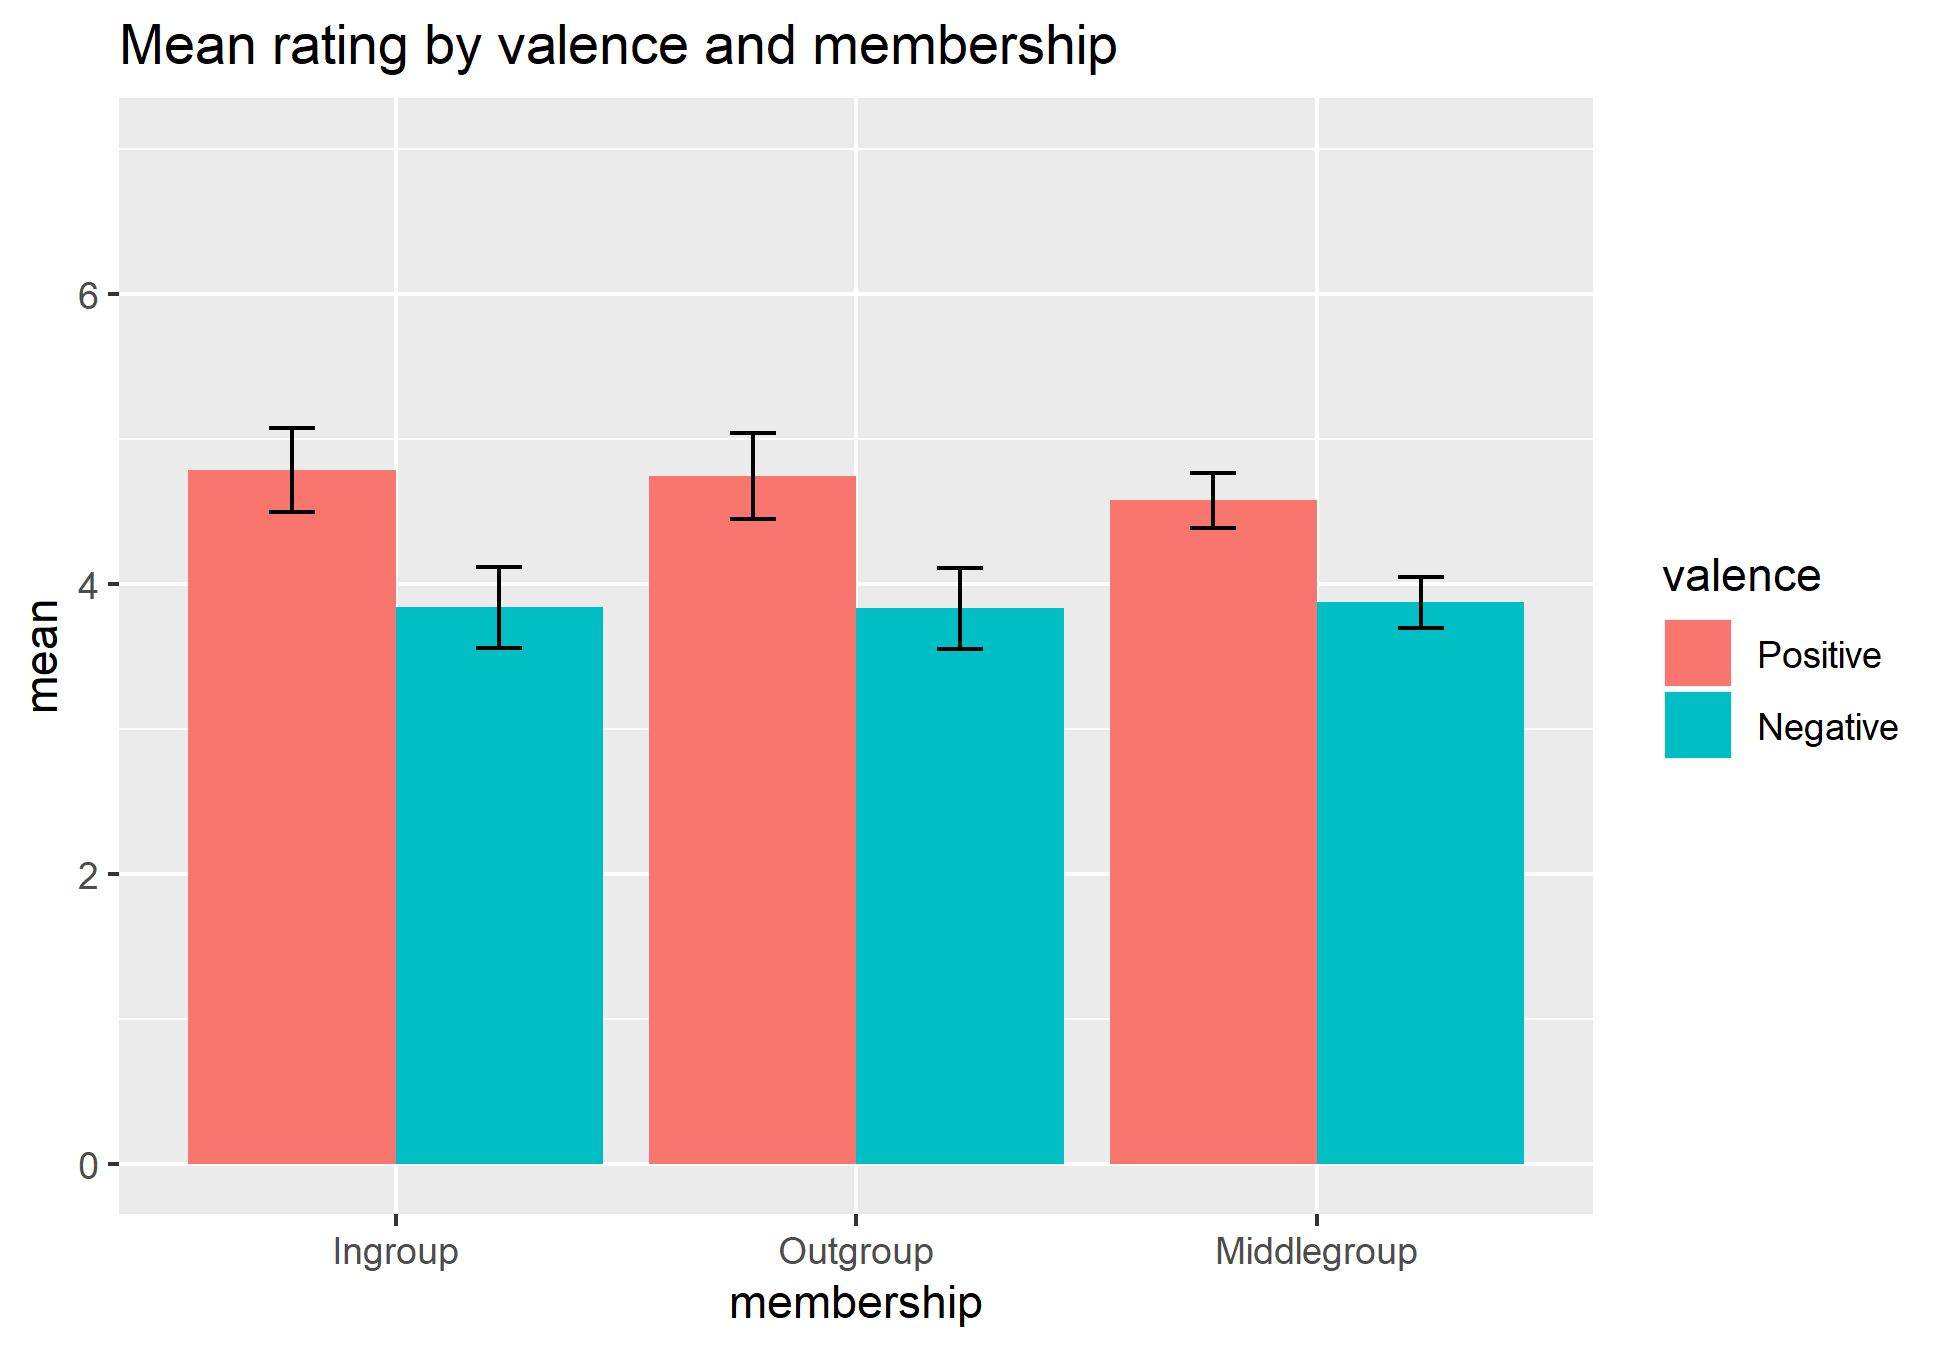 Mean rating by valence and membership
6
4
2
0
mean
Ingroup
Outgroup
Middlegroup
membership
valence
Positive
Negative